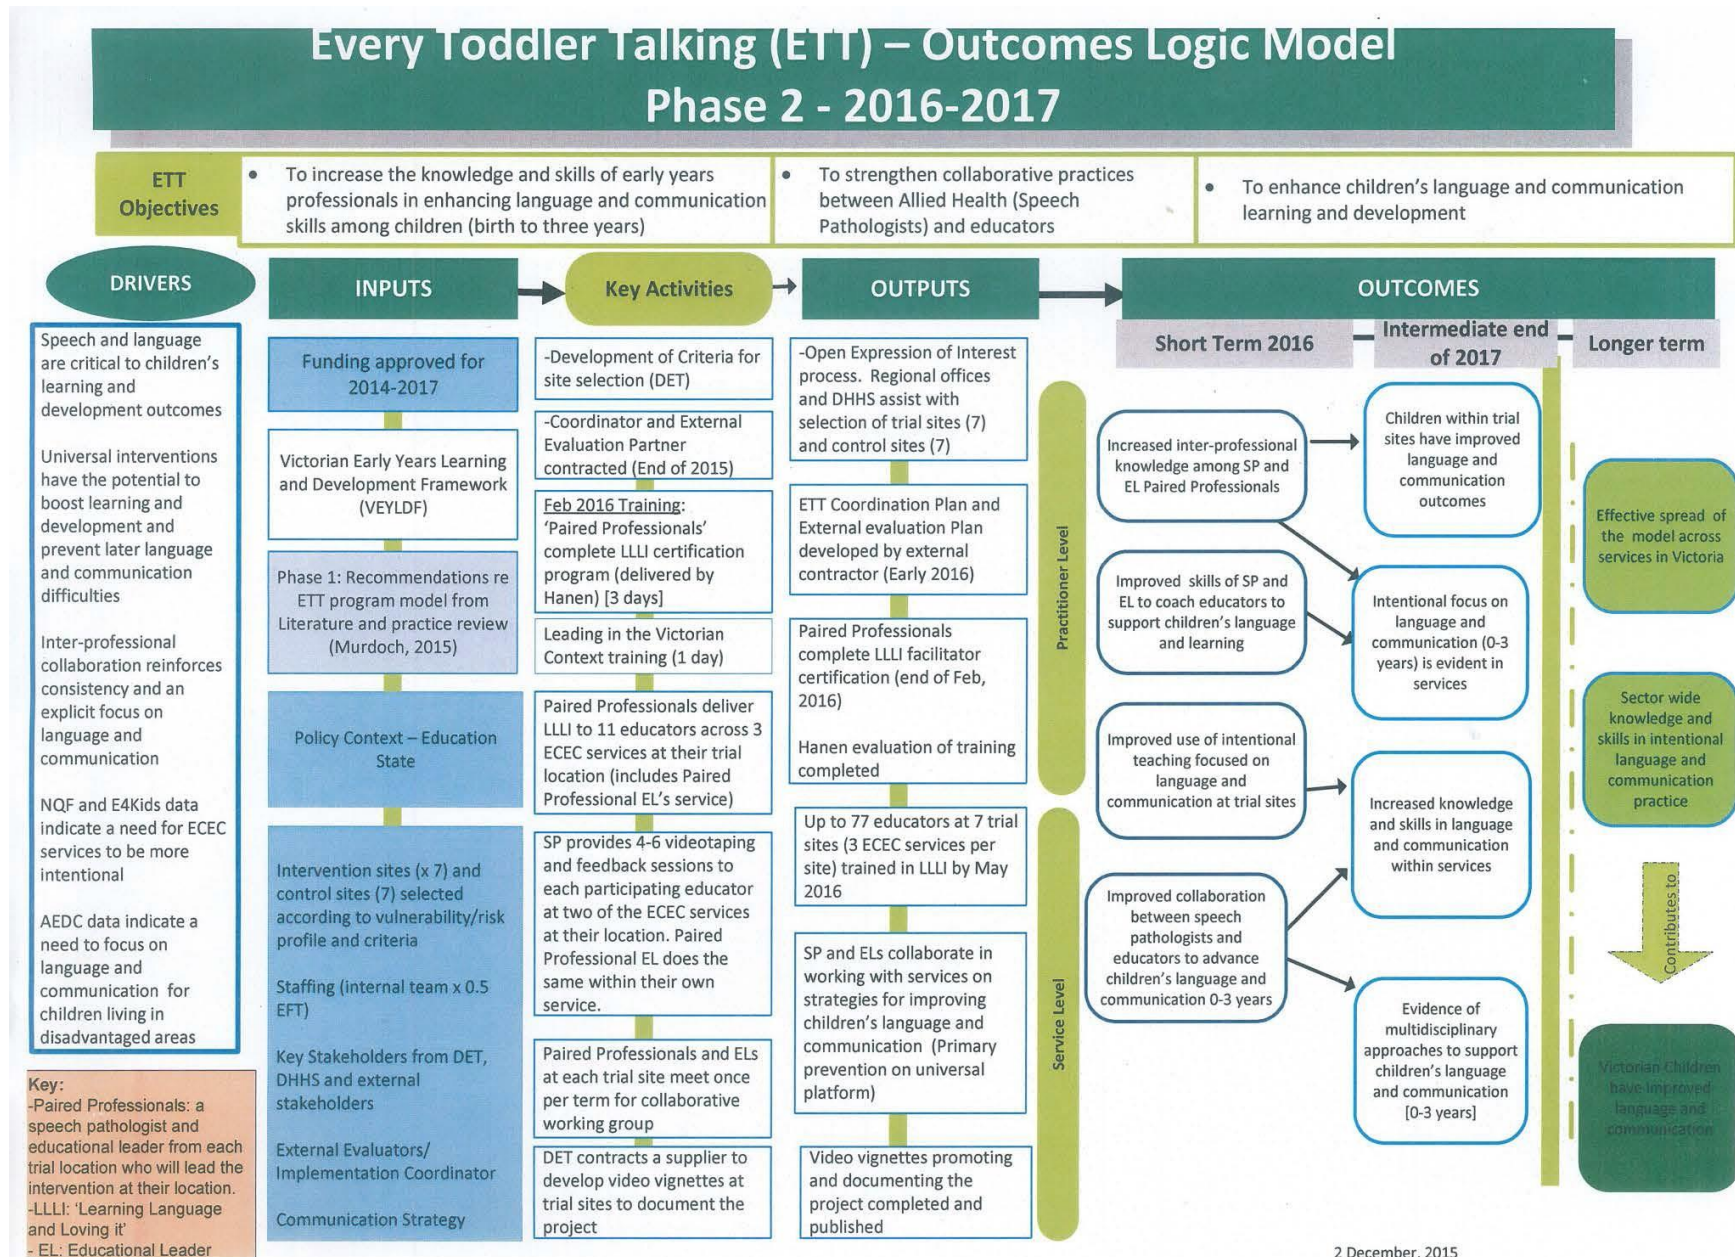 Every Toddler Talking (ETT) – Outcomes Logic Model
Phase 2 - 2016-2017
ETT
Objectives
• To increase the knowledge and skills of early years
professionals in enhancing language and communication
skills among children (birth to three years)
• To strengthen collaborative practices
between Allied Health (Speech
Pathologists) and educators
• To enhance children's language and communication
learning and development
DRIVERS
Speech and language
are critical to children's
learning and
development outcomes
Universal interventions
have the potential to
boost learning and
development and
prevent later language
and communication
difficulties
Inter-professional
collaboration reinforces
consistency and an
explicit focus on
language and
communication
NQF and E4Kids data
indicate a need for ECEC
services to be more
intentional
AEDC data indicate a
need to focus on
language and
communication for
children living in
disadvantaged areas
Key:
-Paired Professionals: a
speech pathologist and
educational leader from each
trial location who will lead the
intervention at their location.
-LLLI: 'Learning Language
and Loving it'
- EL: Educational Leader
INPUTS
Funding approved for
2014-2017
Victorian Early Years Learning
and Development Framework
(VEYLDF)
Phase 1: Recommendations re
ETT program model from
Literature and practice review
(Murdoch, 2015)
Policy Context – Education
State
Intervention sites (x 7) and
control sites (7) selected
according to vulnerability/risk
profile and criteria
Staffing (internal team x 0.5
EFT)
Key Stakeholders from DET,
DHHS and external
stakeholders
External Evaluators/
Implementation Coordinator
Communication Strategy
Key Activities
-Development of Criteria for
site selection (DET)
-Coordinator and External
Evaluation Partner
contracted (End of 2015)
Feb 2016 Training:
'Paired Professionals'
complete LLLI certification
program (delivered by
Hanen) [3 days]
Leading in the Victorian
Context training (1 day)
Paired Professionals deliver
LLLI to 11 educators across 3
ECEC services at their trial
location (includes Paired
Professional EL's service)
SP provides 4-6 videotaping
and feedback sessions to
each participating educator
at two of the ECEC services
at their location. Paired
Professional EL does the
same within their own
service.
Paired Professionals and ELs
at each trial site meet once
per term for collaborative
working group
DET contracts a supplier to
develop video vignettes at
trial sites to document the
project
OUTPUTS
-Open Expression of Interest
process. Regional offices
and DHHS assist with
selection of trial sites (7)
and control sites (7)
ETT Coordination Plan and
External evaluation Plan
developed by external
contractor (Early 2016)
Paired Professionals
complete LLLI facilitator
certification (end of Feb,
2016)
Hanen evaluation of training
completed
Up to 77 educators at 7 trial
sites (3 ECEC services per
site) trained in LLLI by May
2016
SP and ELs collaborate in
working with services on
strategies for improving
children's language and
communication (Primary
prevention on universal
platform)
Video vignettes promoting
and documenting the
project completed and
published
Practitioner Level
Service Level
OUTCOMES
Short Term 2016
Increased inter-professional
knowledge among SP and
EL Paired Professionals
Improved skills of SP and
EL to coach educators to
support children's language
and learning
Improved use of intentional
teaching focused on
language and
communication at trial sites
Improved collaboration
between speech
pathologists and
educators to advance
children's language and
communication 0-3 years
Intermediate end
of 2017
Children within trial
sites have improved
language and
communication
outcomes
Intentional focus on
language and
communication (0-3
years) is evident in
services
Increased knowledge
and skills in language
and communication
within services
Evidence of
multidisciplinary
approaches to support
children's language
and communication
[0-3 years]
Longer term
Effective spread of
the model across
services in Victoria
Sector wide
knowledge and
skills in intentional
language and
communication
practice
Contributes to
Victorian Children
have improved
language and
communication
2 December, 2015